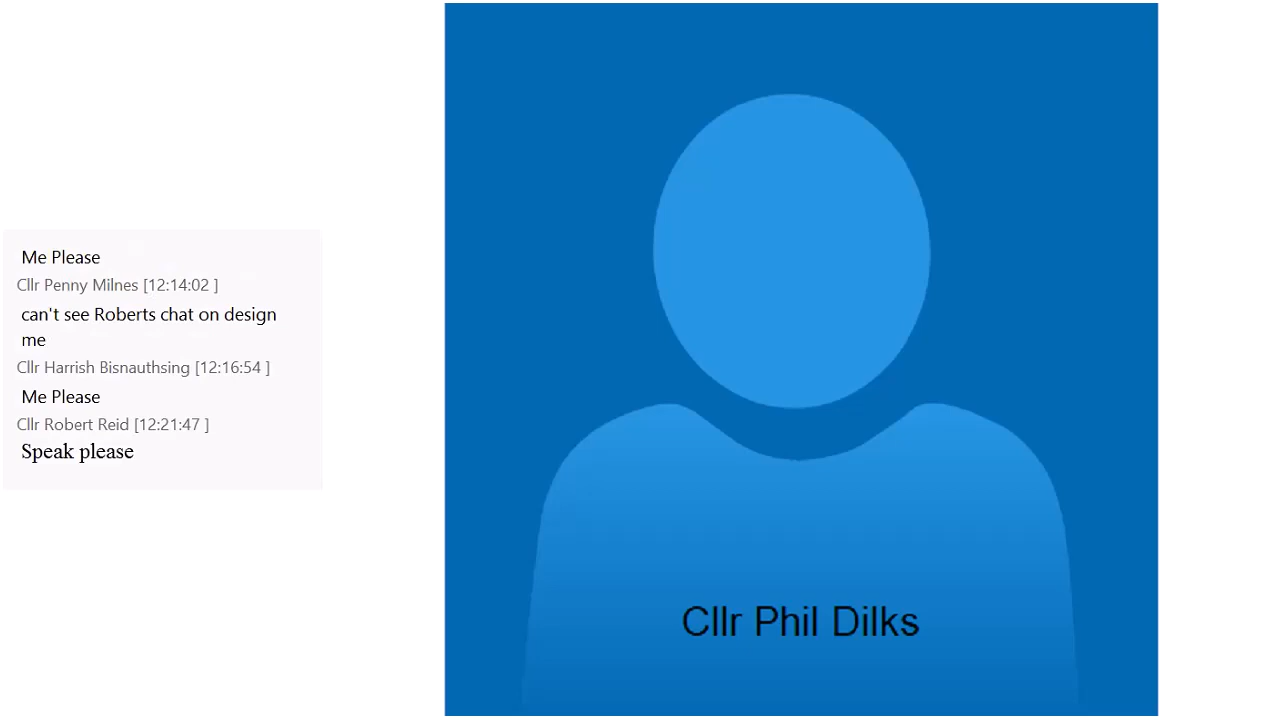 Me Please
Cllr Penny Milnes [12:14:02 ]
can't see Roberts chat on design
me
Cllr Harrish Bisnauthsing [12:16:54 ]
Me Please
Cllr Robert Reid [12:21:47 ]
Speak please
Cllr Phil Dilks